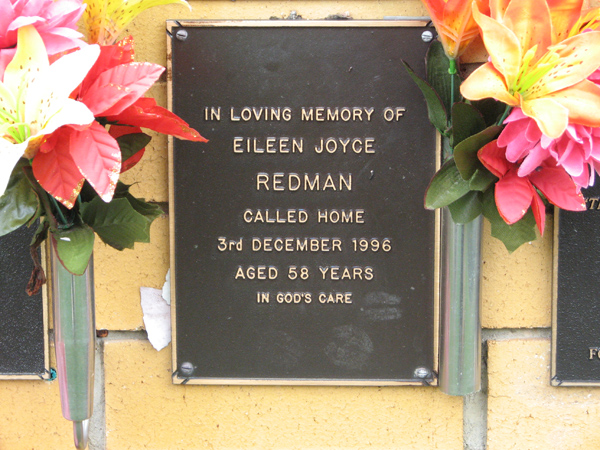 IN LOVING MEMORY OF
EILEEN JOYCE
REDMAN
CALLED HOME
3rd DECEMBER 1996
AGED 58 YEARS
IN GOD'S CARE